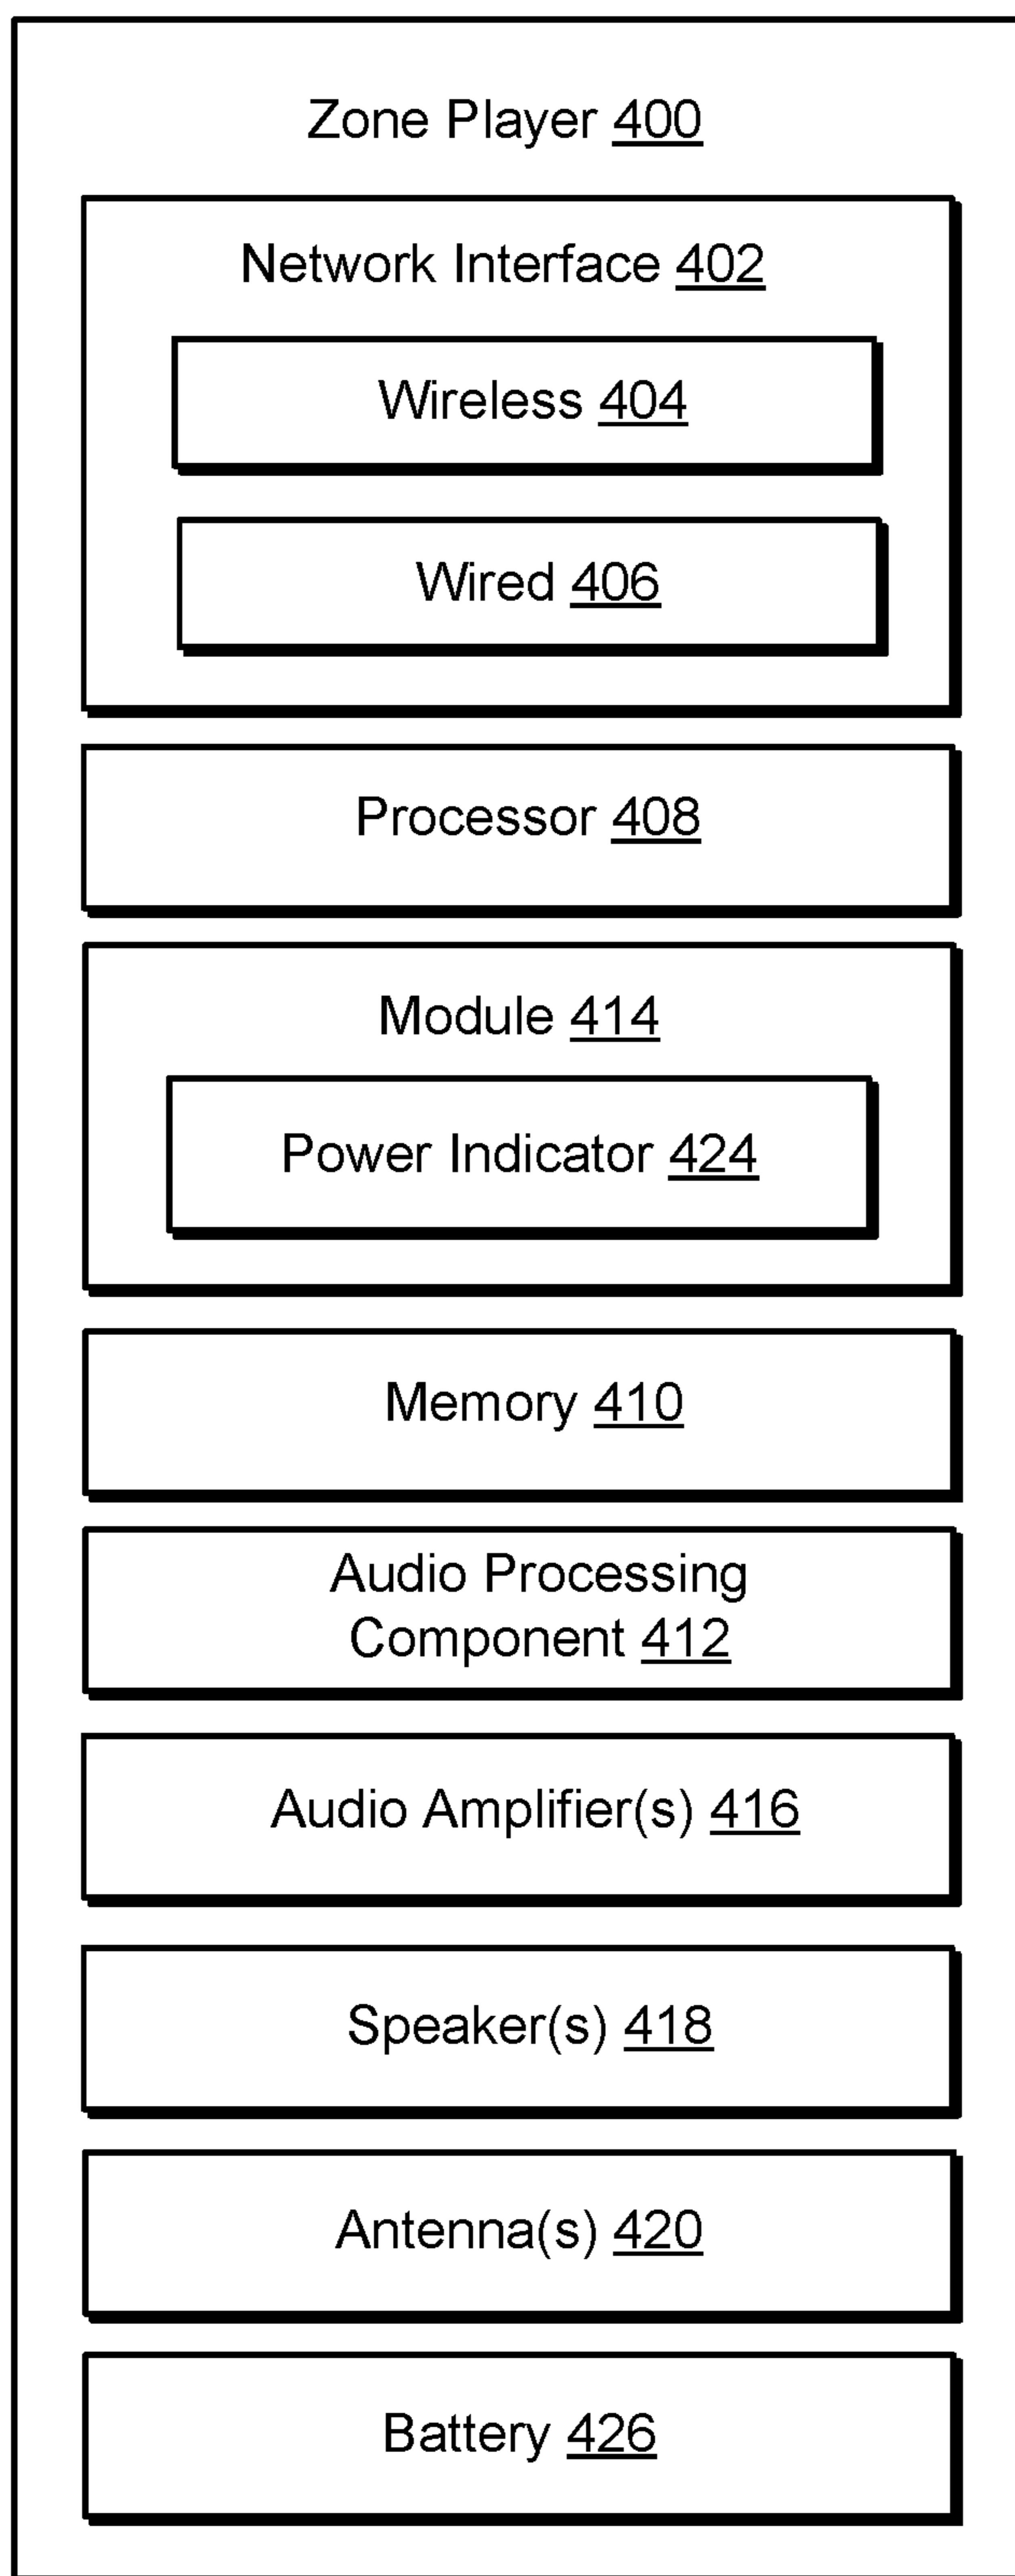 Zone Player 400
Network Interface 402
Wireless 404
Wired 406
Processor 408
Module 414
Power Indicator 424
Memory 410
Audio Processing
Component 412
Audio Amplifier(s) 416
Speaker(s) 418
Antenna(s) 420
Battery 426